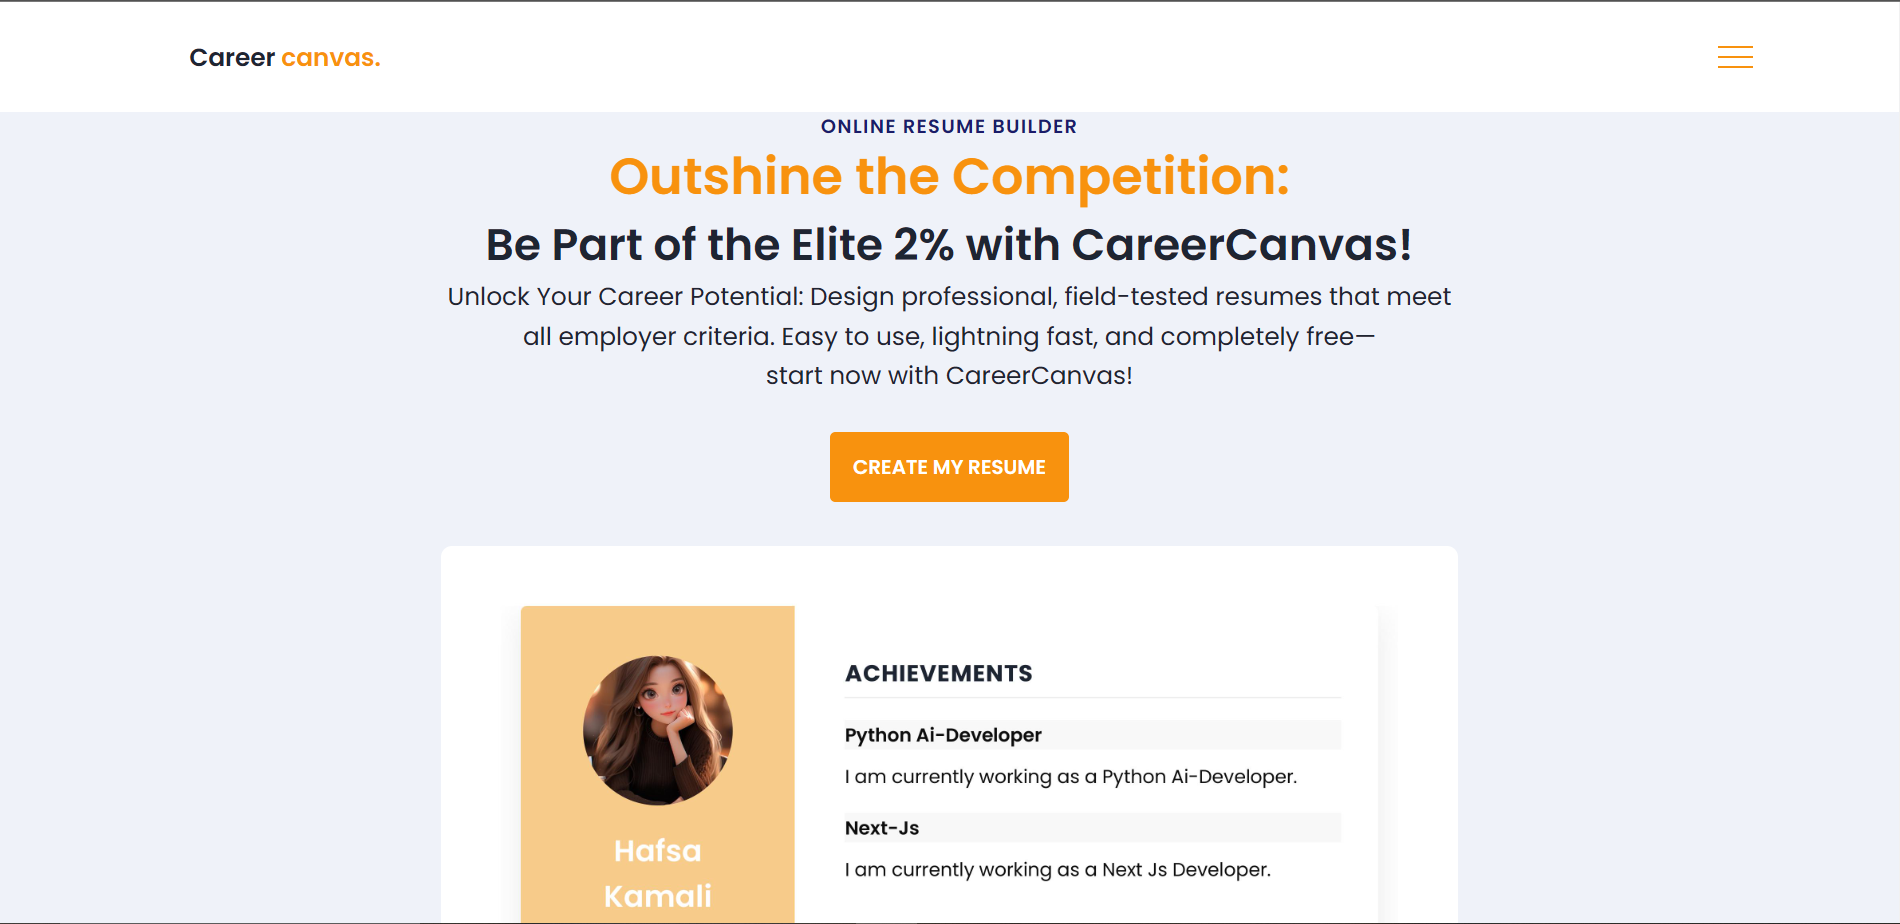 Career canvas.
ONLINE RESUME BUILDER
Outshine the Competition:
Be Part of the Elite 2% with CareerCanvas!
Unlock Your Career Potential: Design professional, field-tested resumes that meet
all employer criteria. Easy to use, lightning fast, and completely free—
start now with CareerCanvas!
CREATE MY RESUME
Hafsa
Kamali
ACHIEVEMENTS
Python Ai-Developer
I am currently working as a Python Ai-Developer.
Next-Js
I am currently working as a Next Js Developer.